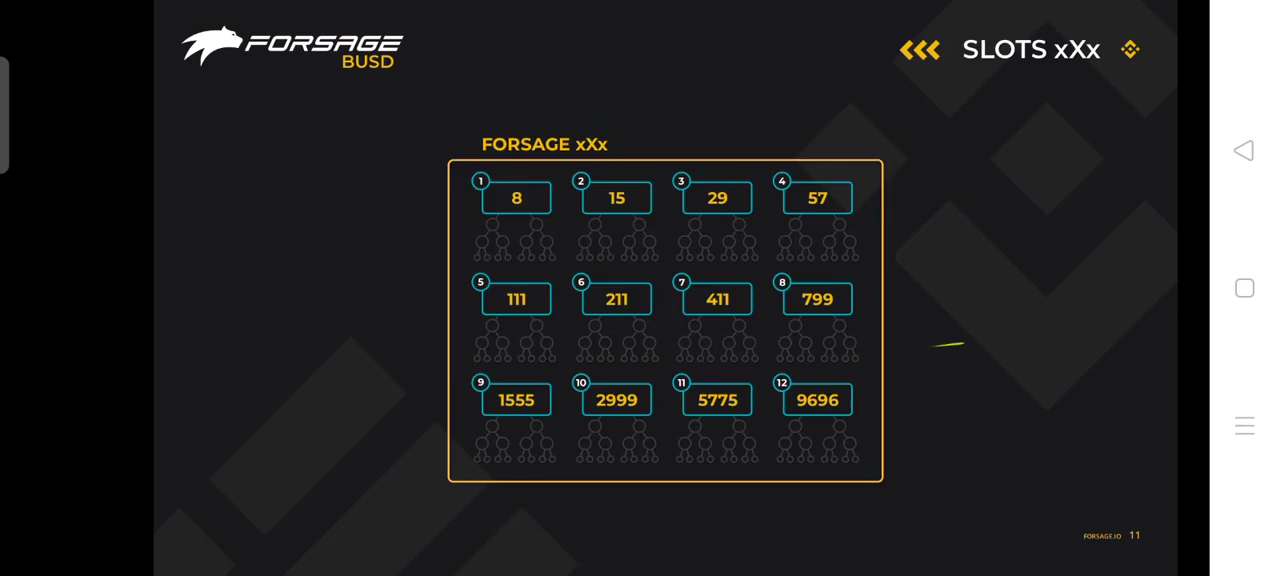 FORSAGE
BUSD
SLOTS xXx
FORSAGE xXx
1 2 3 4
8 15 29 57
5 6 7 8
111 211 411 799
9 10 11 12
1555 2999 5775 9696
FORSAGE.IO 11